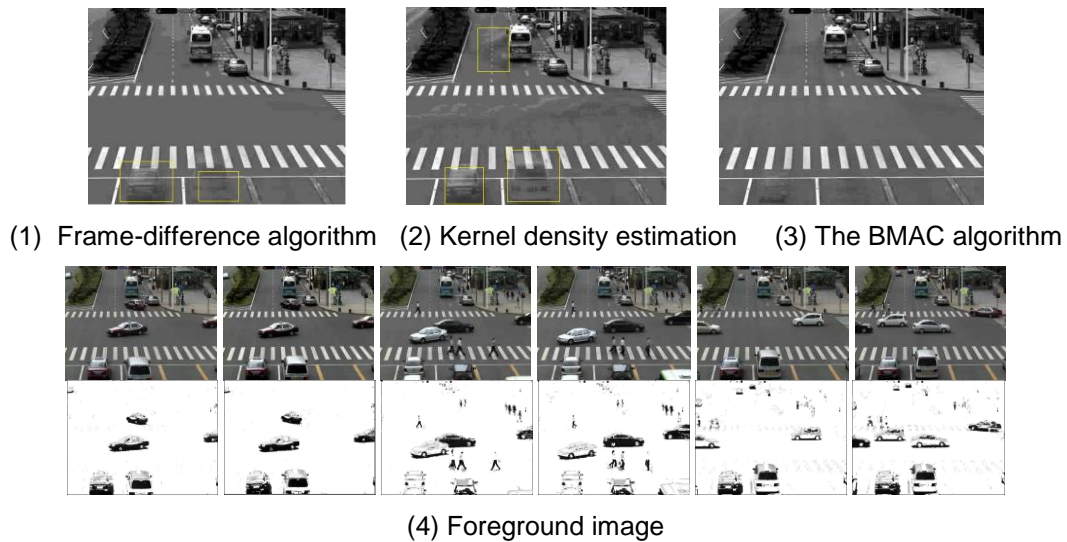 (1) Frame-difference algorithm (2) Kernel density estimation (3) The BMAC algorithm
(4) Foreground image